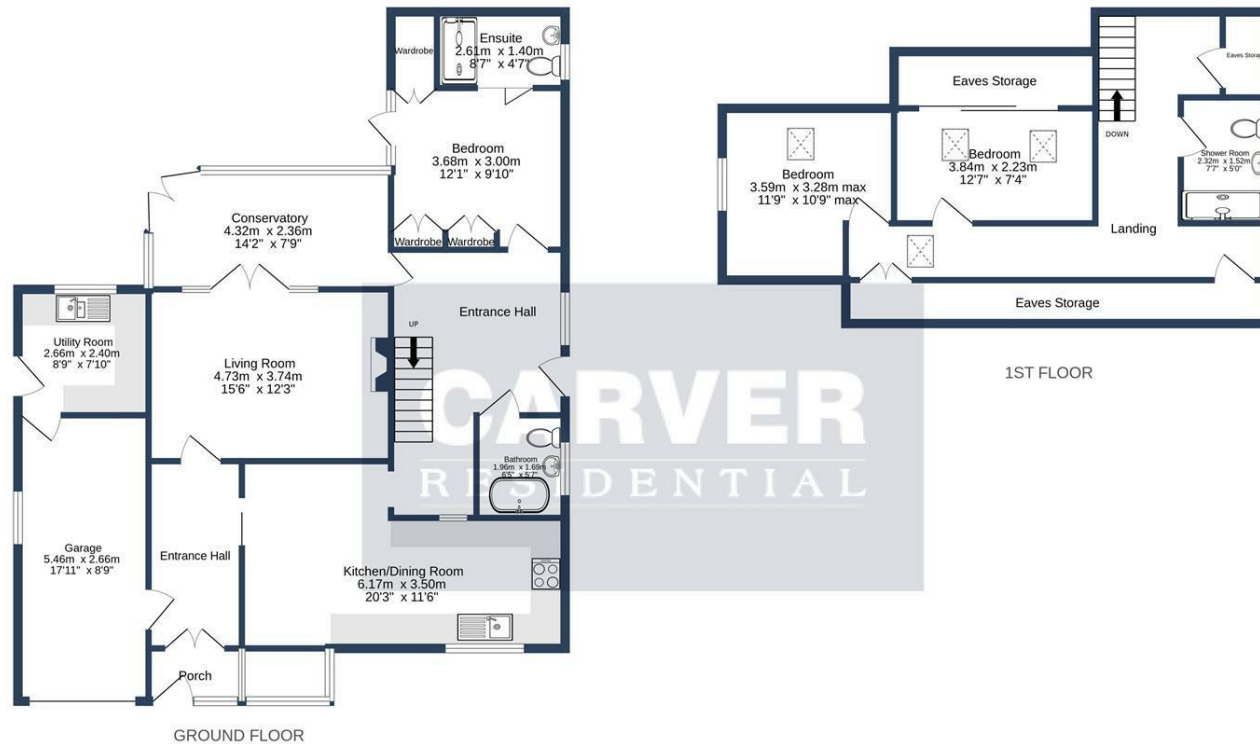 Wardrobe
Ensuite
2.61m x 1.40m
8'7" x 4'7"
Bedroom
3.68m x 3.00m
12'1" x 9'10"
Wardrobe
Wardrobe
Conservatory
4.32m x 2.36m
14'2" x 7'9"
Utility Room
2.66m x 2.40m
8'9" x 7'10"
Living Room
4.73m x 3.74m
15'6" x 12'3"
Entrance Hall
UP
Bathroom
1.96m x 1.69m
6'5" x 5'7"
Garage
5.46m x 2.66m
17'11" x 8'9"
Entrance Hall
Kitchen/Dining Room
6.17m x 3.50m
20'3" x 11'6"
Porch
GROUND FLOOR
CARVER
RESIDENTIAL
Eaves Storage
Eaves Storag
DOWN
Bedroom
3.59m x 3.28m max
11'9" x 10'9" max
Bedroom
3.84m x 2.23m
12'7" x 7'4"
Shower Room
2.32m x 1.52m
7'7" x 5'0"
Landing
Eaves Storage
1ST FLOOR